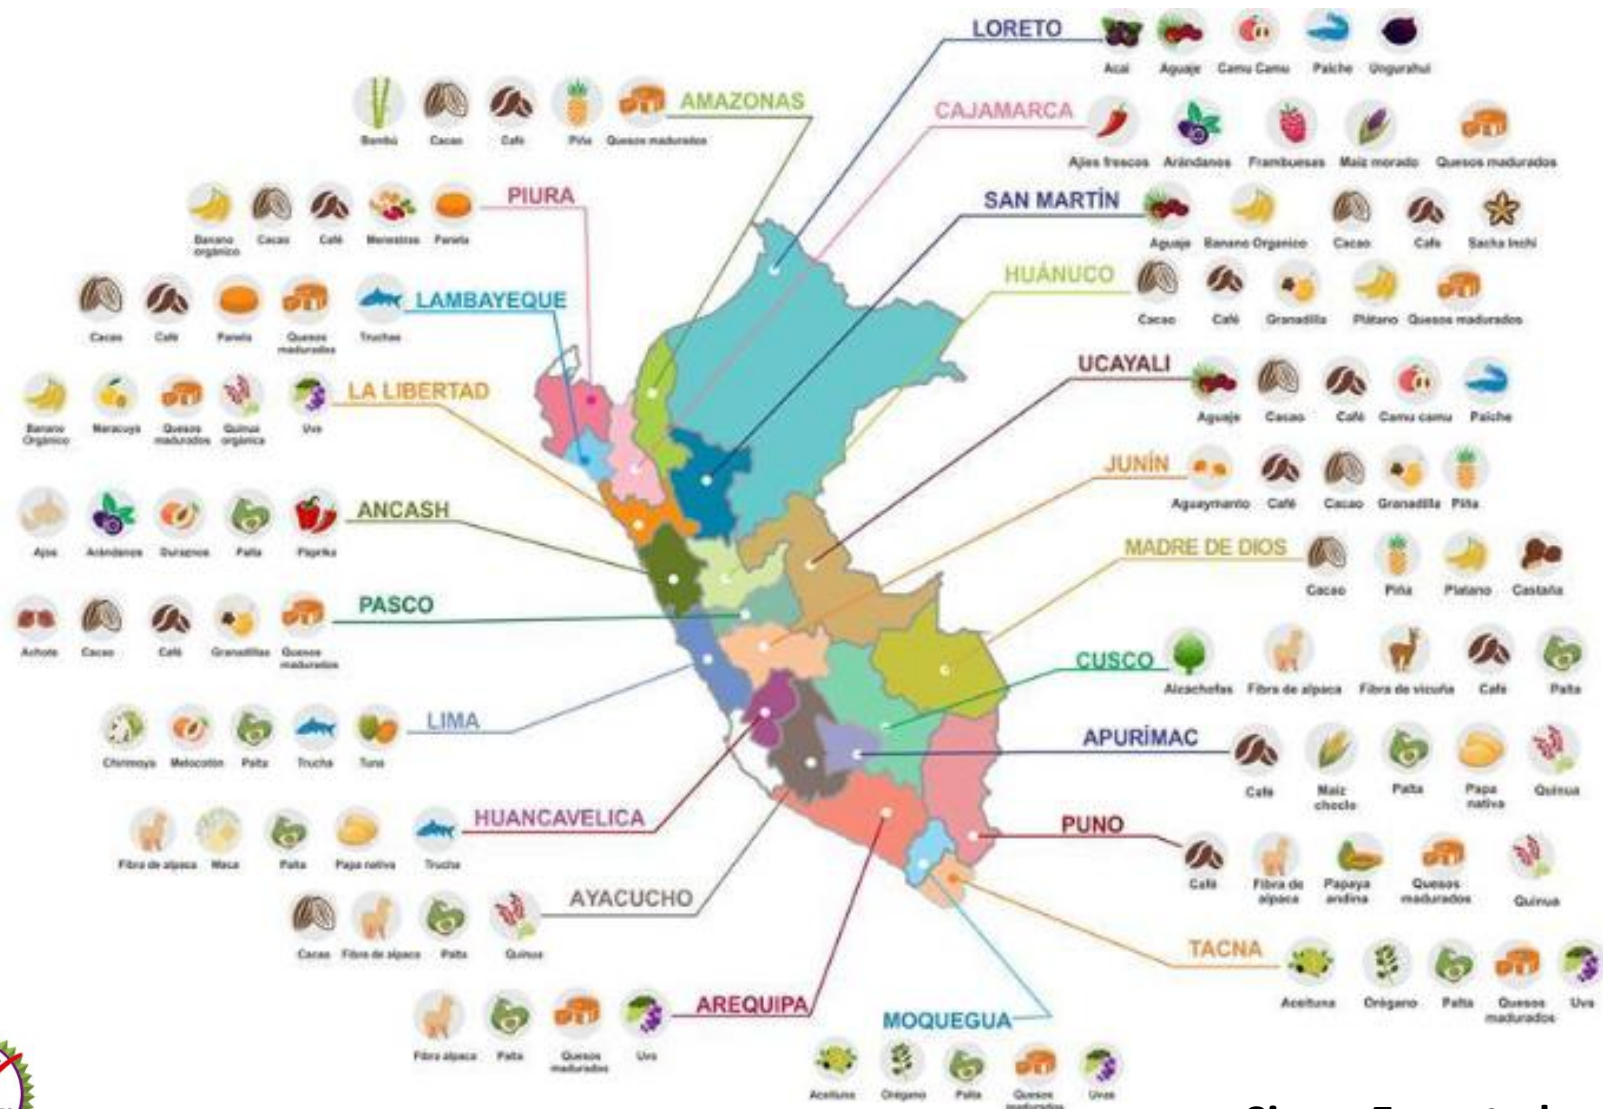 LORETO
Acai Aguaje Camu Camu Paiche Ungurahui
AMAZONAS
Bambú Cacao Café Piña Quesos madurados
CAJAMARCA
Ajíes frescos Arándanos Frambuesas Maíz morado Quesos madurados
PIURA
Banano Cacao Café Menestras Panela
orgánico
SAN MARTÍN
Aguaje Banano Organico Cacao Cafe Sacha Inchi
HUÁNUCO
Cacao Café Granadilla Plátano Quesos madurados
LAMBAYEQUE
Cacao Café Panela Quesos Truchas
madurados
UCAYALI
Aguaje Cacao Café Camu camu Paiche
LA LIBERTAD
Banano Maracuya Quesos Quinua Uva
Orgánico madurados orgánica
JUNÍN
Aguaymanto Café Cacao Granadilla Piña
ANCASH
Ajos Arándanos Duraznos Palta Paprika
MADRE DE DIOS
Cacao Piña Platano Castaña
PASCO
Achote Cacao Café Granadillas Quesos
madurados
CUSCO
Alcachofas Fibra de alpaca Fibra de vicuña Café Palta
LIMA
Chirimoya Melocotón Palta Trucha Tuna
APURÍMAC
Café Maíz Palta Papa Quinua
choclo nativa
HUANCAVELICA
Fibra de alpaca Maca Palta Papa nativa Trucha
PUNO
Café Fibra de Papaya Quesos Quinua
alpaca andina madurados
AYACUCHO
Cacao Fibra de alpaca Palta Quinua
TACNA
Aceituna Orégano Palta Quesos Uva
madurados
AREQUIPA
Fibra alpaca Palta Quesos Uva
madurados
MOQUEGUA
Aceituna Orégano Palta Quesos Uvas
madurados